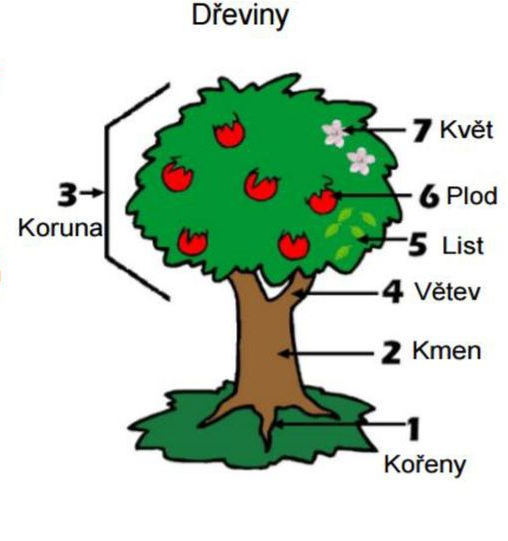 Dřeviny
7 Květ
3
Koruna
6 Plod
5 List
4 Větev
2 Kmen
1
Kořeny